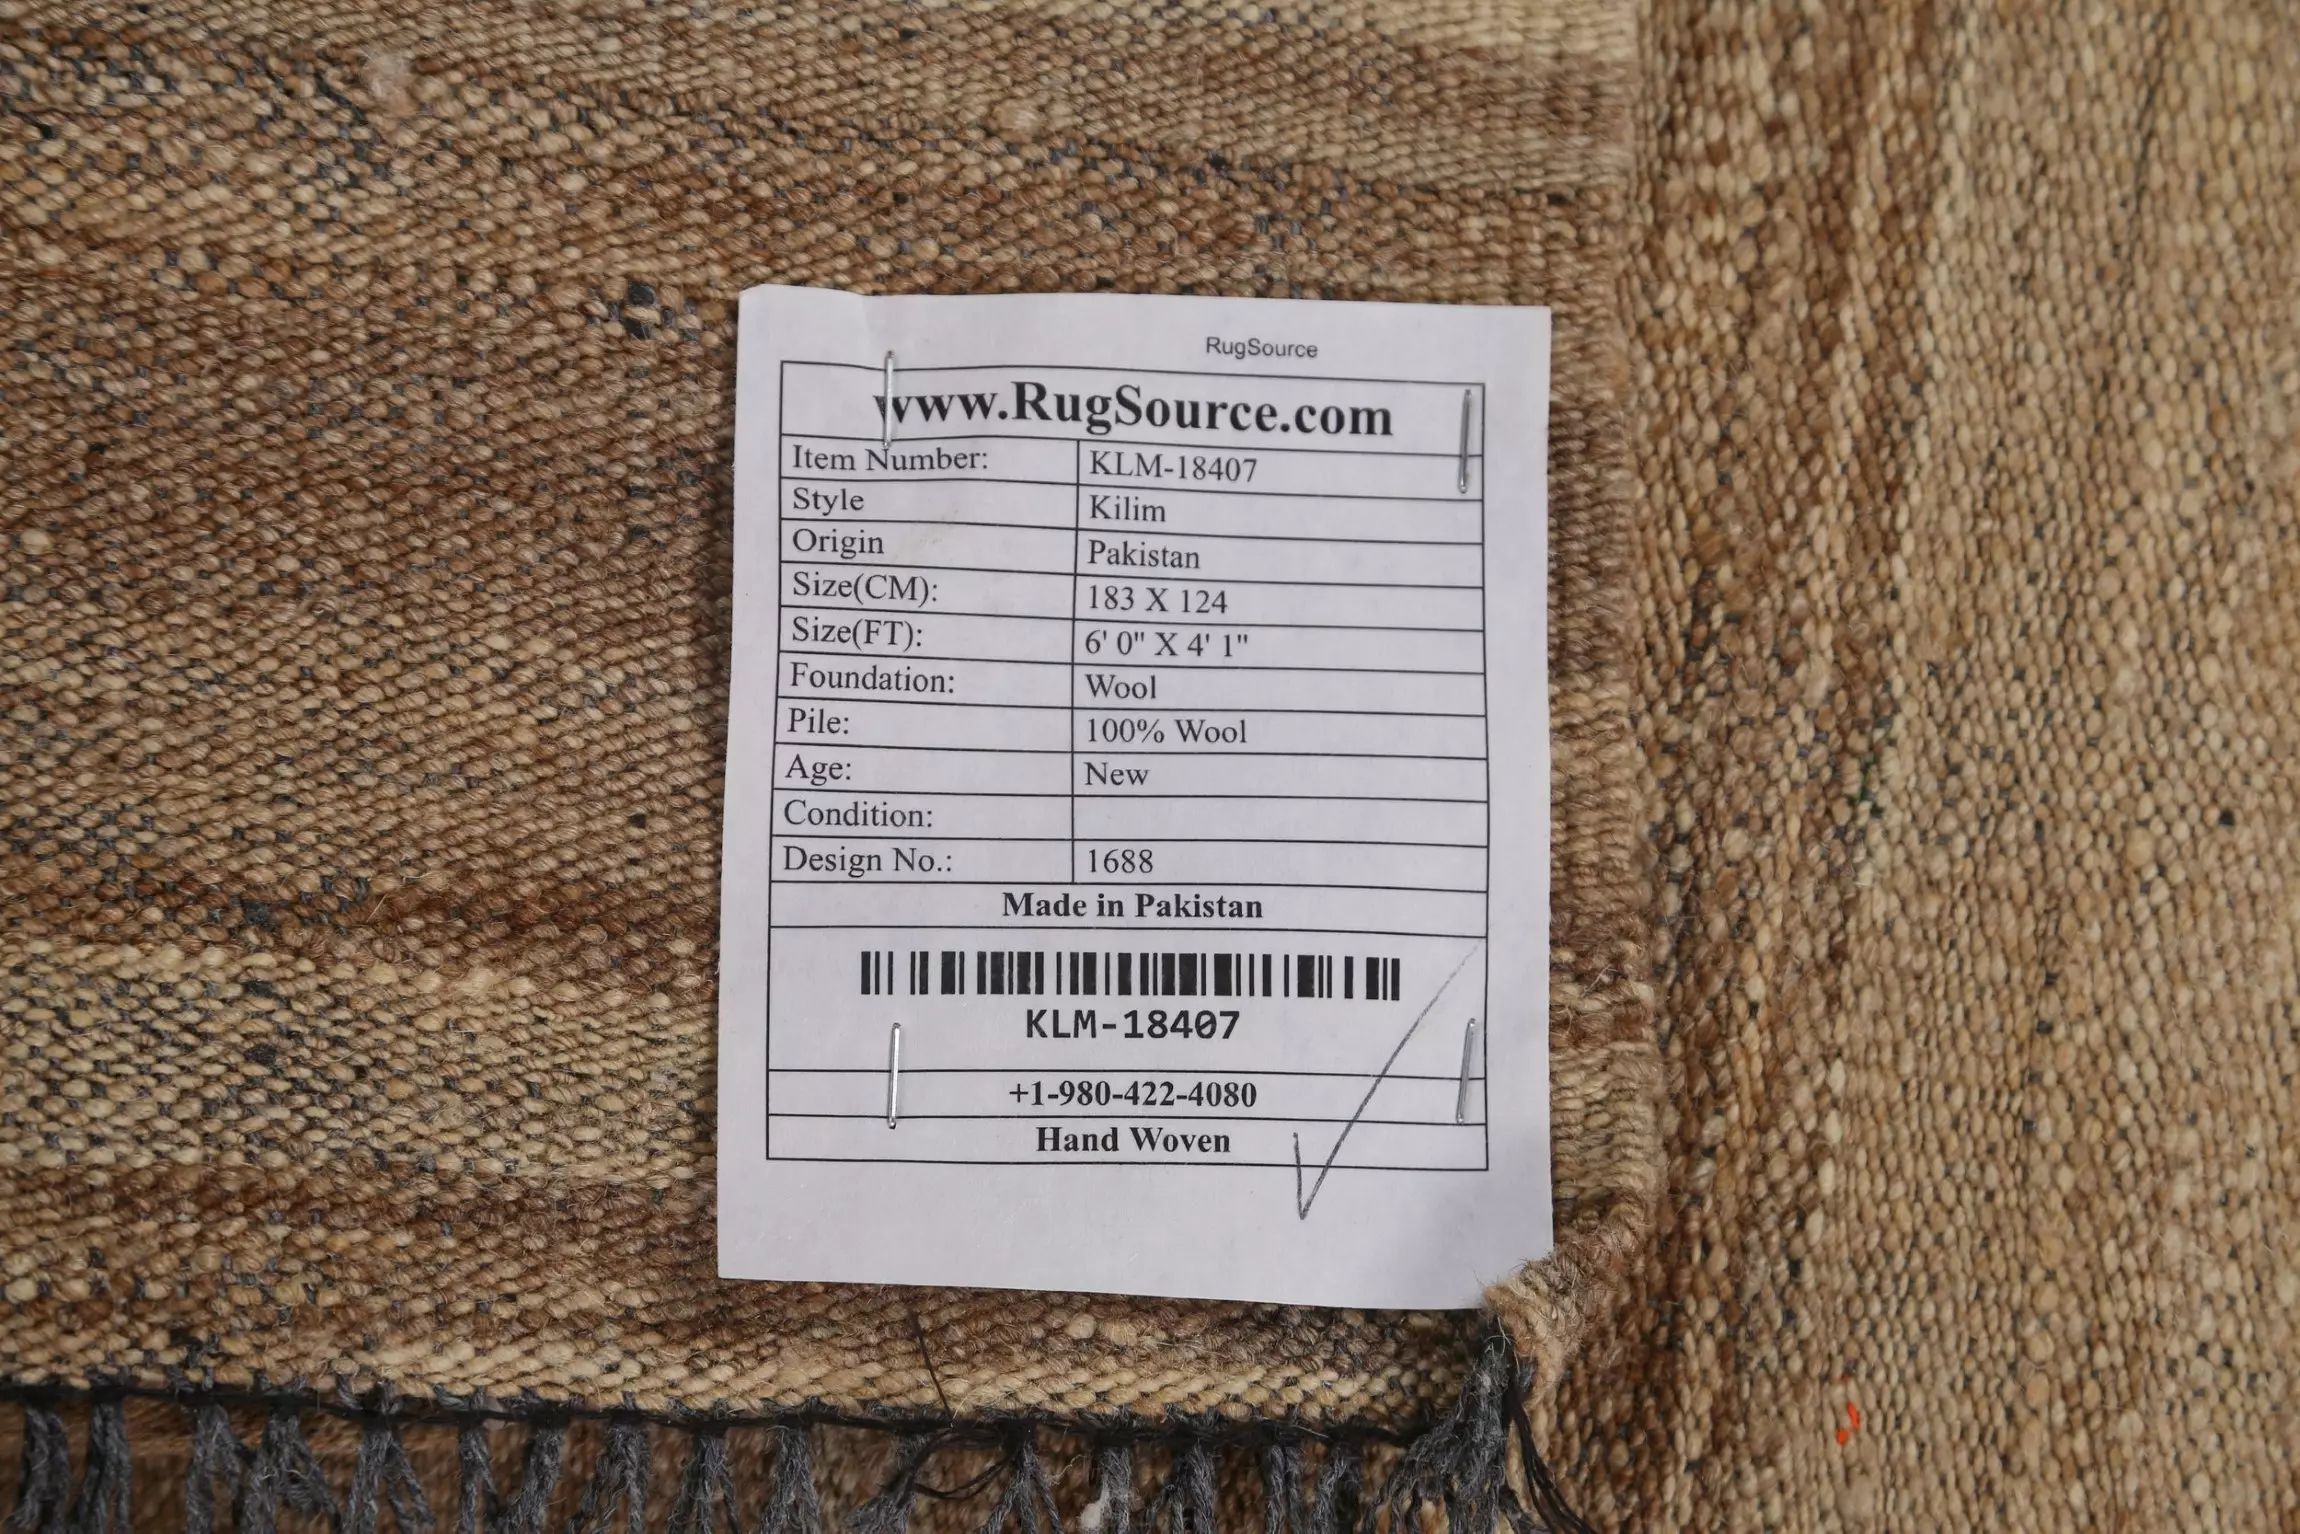 RugSource
www.RugSource.com
Item Number: KLM-18407
Style Kilim
Origin Pakistan
Size(CM): 183 X 124
Size(FT): 6' 0" X 4' 1"
Foundation: Wool
Pile: 100% Wool
Age: New
Condition:
Design No.: 1688
Made in Pakistan
KLM-18407
+1-980-422-4080
Hand Woven